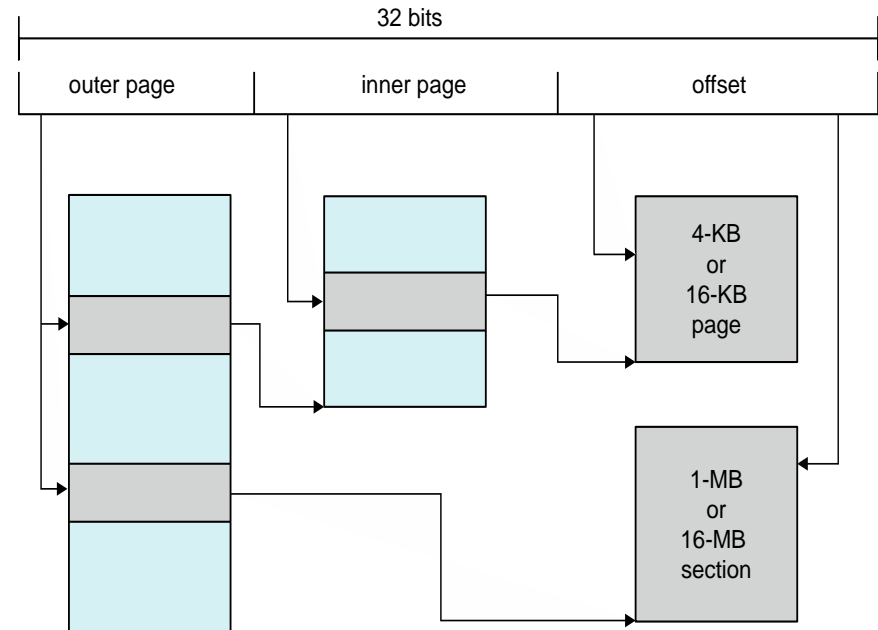 32 bits
outer page
inner page
offset
4-KB
or
16-KB
page
1-MB
or
16-MB
section